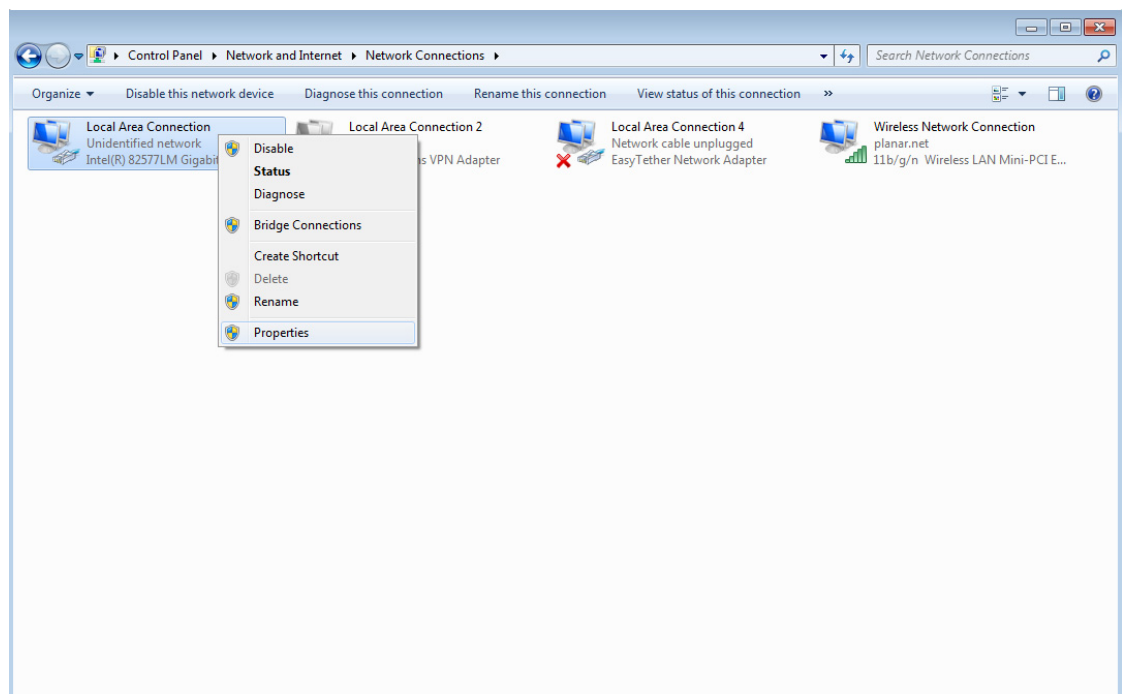 Control Panel Network and Internet Network Connections
Search Network Connections
Organize Disable this network device Diagnose this connection Rename this connection View status of this connection »
Local Area Connection
Unidentified network
Intel(R) 82577LM Gigabit
Local Area Connection 2
s VPN Adapter
Local Area Connection 4
Network cable unplugged
EasyTether Network Adapter
Wireless Network Connection
planar.net
11b/g/n Wireless LAN Mini-PCI E...
Disable
Status
Diagnose
Bridge Connections
Create Shortcut
Delete
Rename
Properties